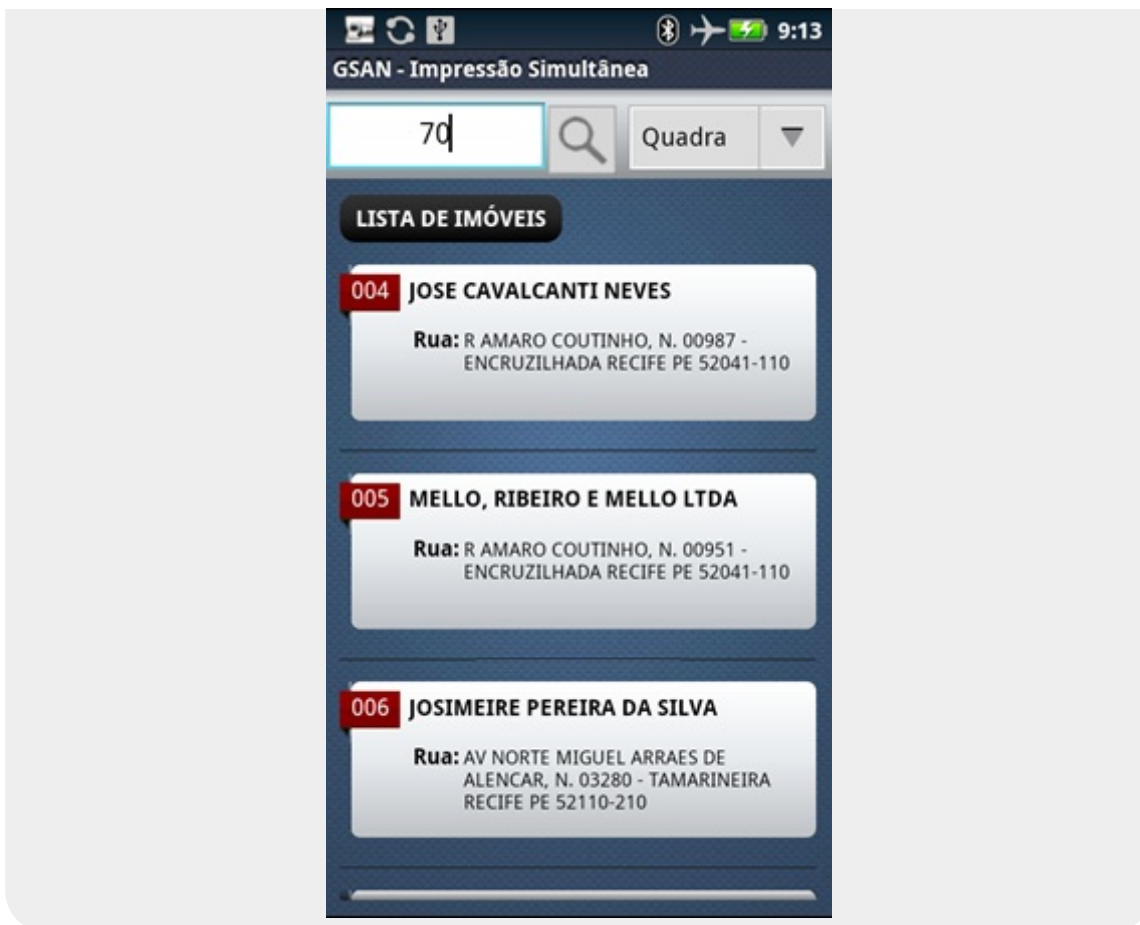 9:13
GSAN - Impressão Simultânea
70
Quadra
LISTA DE IMÓVEIS
004 JOSE CAVALCANTI NEVES
Rua: R AMARO COUTINHO, N. 00987 -
ENCRUZILHADA RECIFE PE 52041-110
005 MELLO, RIBEIRO E MELLO LTDA
Rua: R AMARO COUTINHO, N. 00951 -
ENCRUZILHADA RECIFE PE 52041-110
006 JOSIMEIRE PEREIRA DA SILVA
Rua: AV NORTE MIGUEL ARRAES DE
ALENCAR, N. 03280 - TAMARINEIRA
RECIFE PE 52110-210